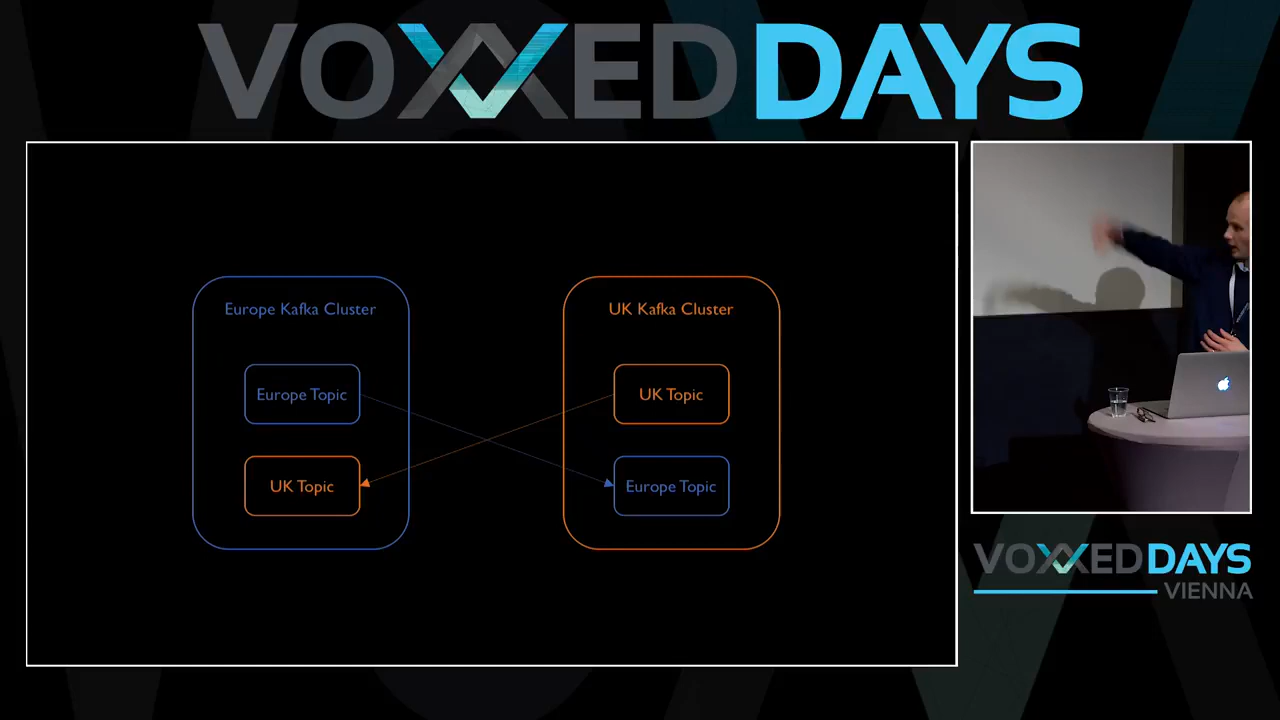 VOXXED DAYS
Europe Kafka Cluster
Europe Topic
UK Topic
UK Kafka Cluster
UK Topic
Europe Topic
VOXXED DAYS
VIENNA